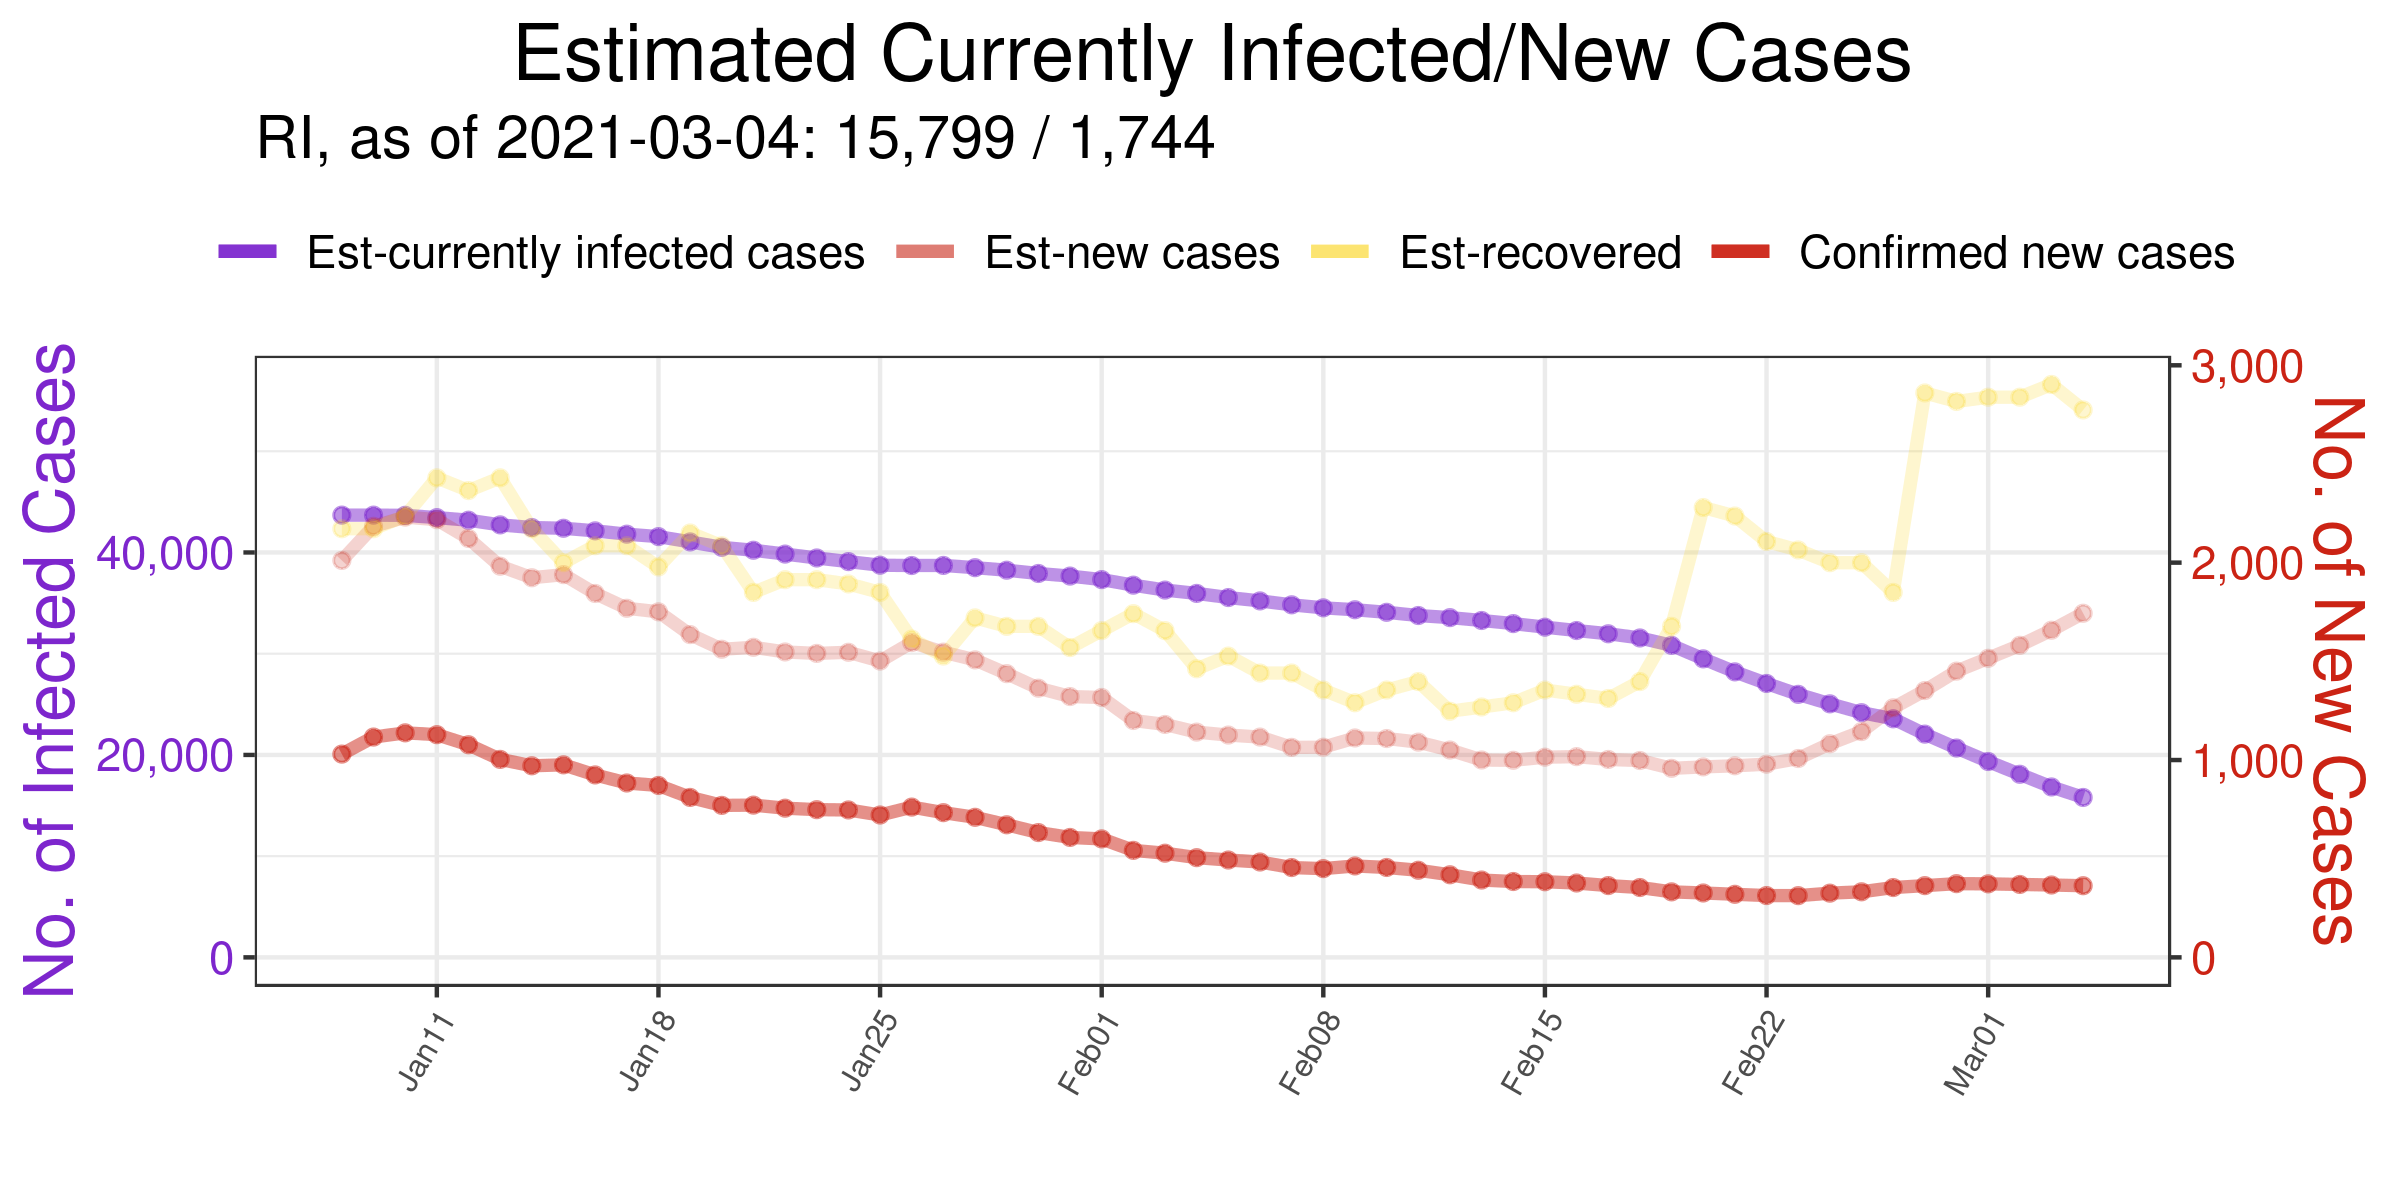 Estimated Currently Infected/New Cases
RI, as of 2021-03-04: 15,799 / 1,744
Est-currently infected cases Est-new cases Est-recovered Confirmed new cases
No. of Infected Cases
40,000
20,000
0
3,000
2,000
1,000
0
No. of New Cases
Jan11 Jan18 Jan25 Feb01 Feb08 Feb15 Feb22 Mar01